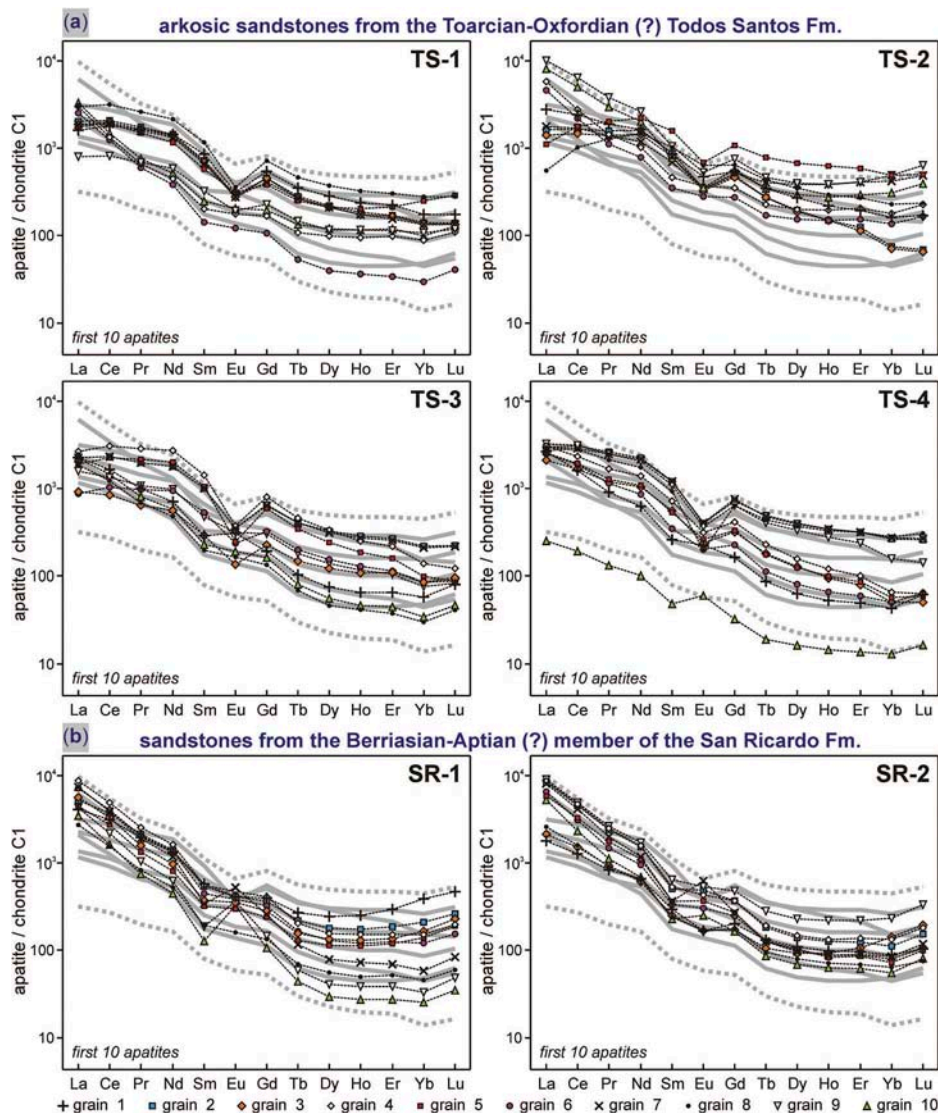 (a) arkosic sandstones from the Toarcian-Oxfordian (?) Todos Santos Fm.
TS-1
TS-2
apatite / chondrite C1
10⁴
10³
100
10
first 10 apatites
10⁴
10³
100
10
apatite / chondrite C1
first 10 apatites
La Ce Pr Nd Sm Eu Gd Tb Dy Ho Er Yb Lu
La Ce Pr Nd Sm Eu Gd Tb Dy Ho Er Yb Lu
TS-3
TS-4
apatite / chondrite C1
10⁴
10³
100
10
first 10 apatites
10⁴
10³
100
10
apatite / chondrite C1
first 10 apatites
La Ce Pr Nd Sm Eu Gd Tb Dy Ho Er Yb Lu
La Ce Pr Nd Sm Eu Gd Tb Dy Ho Er Yb Lu
(b) sandstones from the Berriasian-Aptian (?) member of the San Ricardo Fm.
SR-1
SR-2
apatite / chondrite C1
10⁴
10³
100
10
first 10 apatites
10⁴
10³
100
10
apatite / chondrite C1
first 10 apatites
La Ce Pr Nd Sm Eu Gd Tb Dy Ho Er Yb Lu
La Ce Pr Nd Sm Eu Gd Tb Dy Ho Er Yb Lu
grain 1 grain 2 grain 3 grain 4 grain 5 grain 6 grain 7 grain 8 grain 9 grain 10